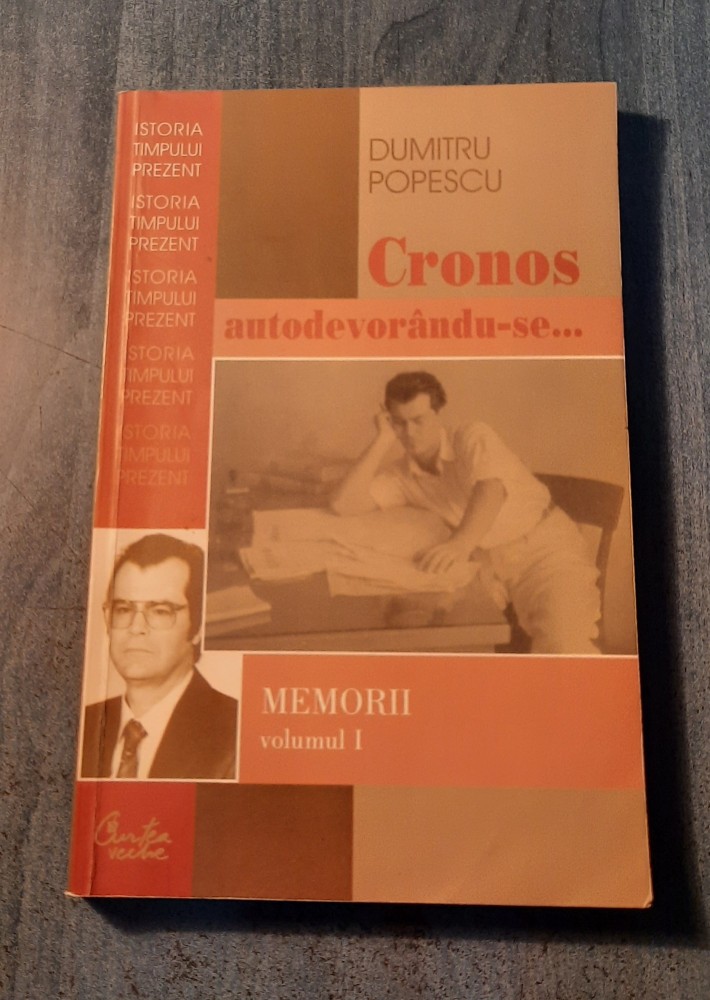 ISTORIA
TIMPULUI
PREZENT
ISTORIA
TIMPULUI
PREZENT
ISTORIA
TIMPULUI
PREZENT
ISTORIA
TIMPULUI
PREZENT
ISTORIA
TIMPULUI
PREZENT
DUMITRU
POPESCU
Cronos
autodevorându-se...
MEMORII
volumul I
Curtea
veche